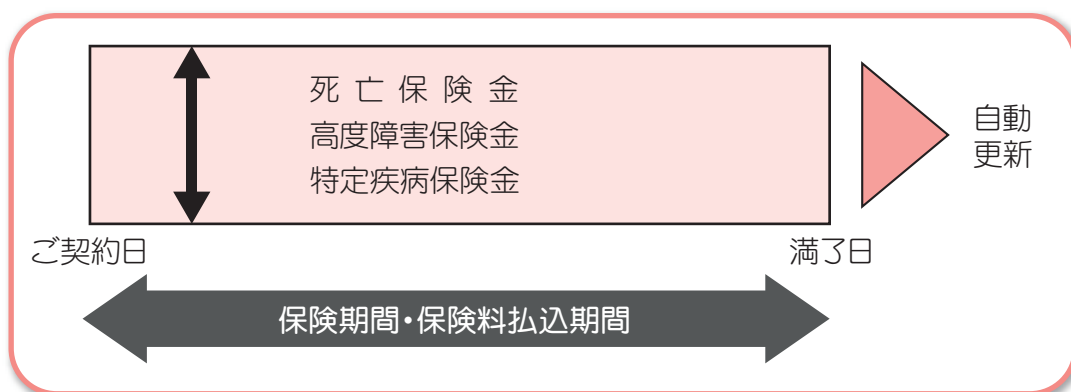 死亡保険金
高度障害保険金
特定疾病保険金
自動
更新
ご契約日
満了日
保険期間・保険料払込期間